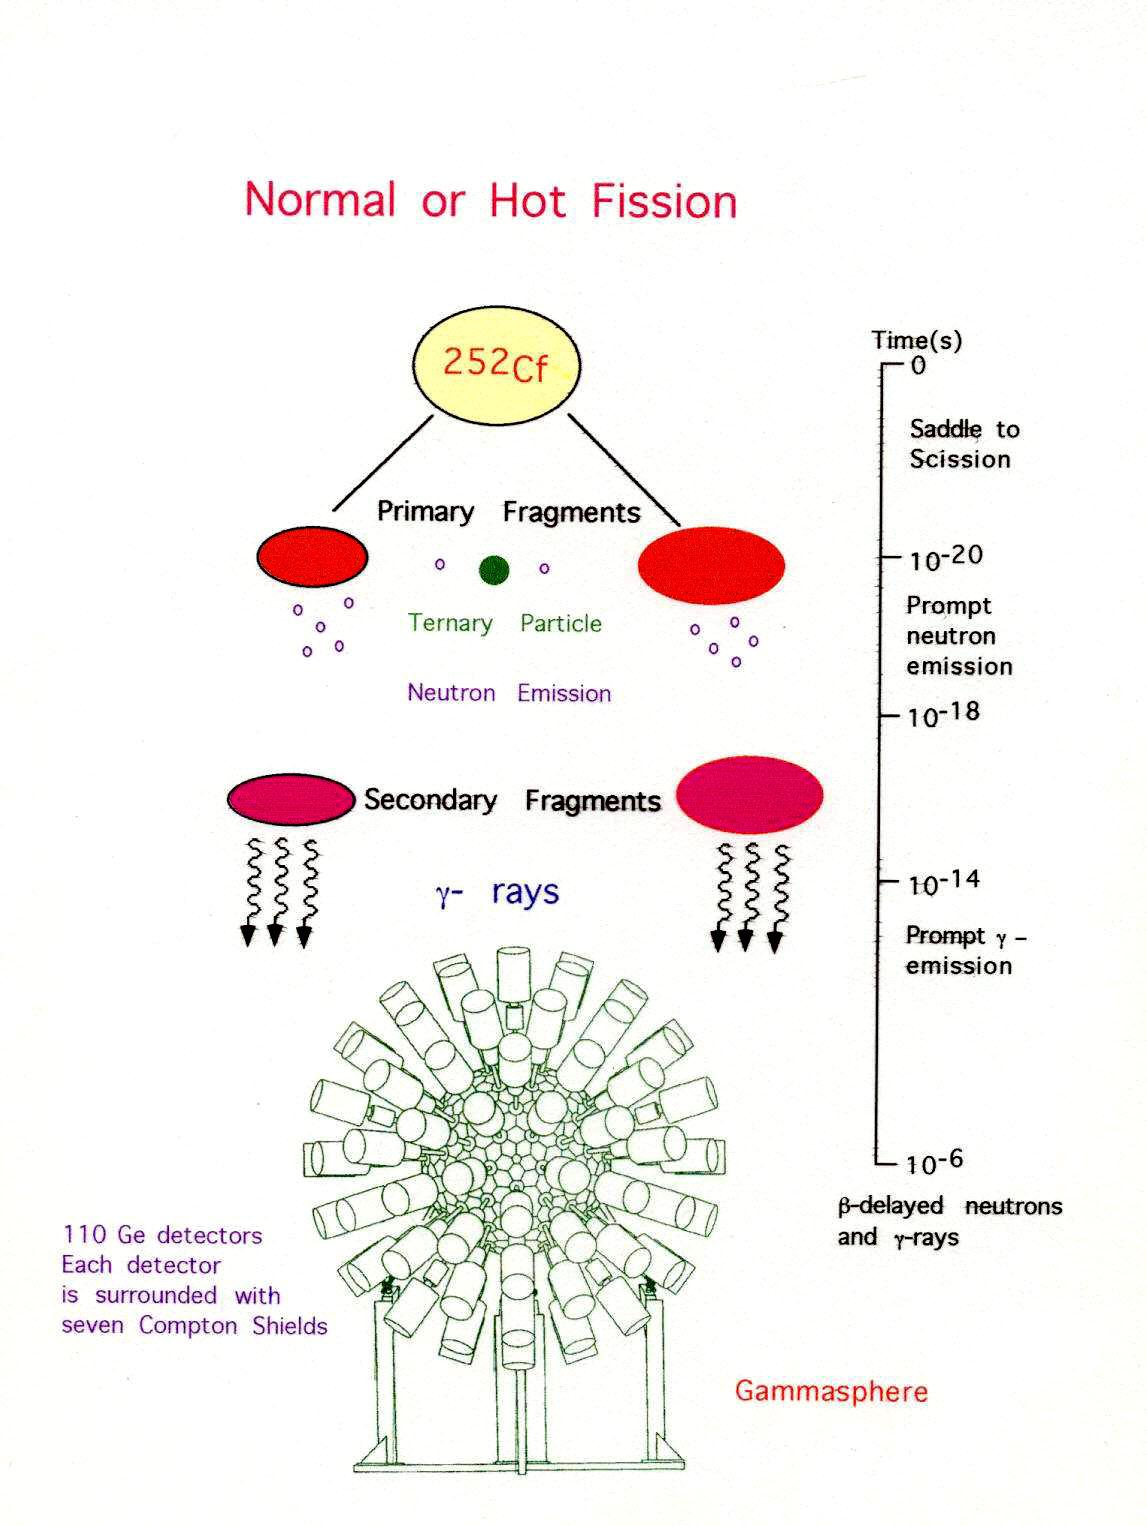 Normal or Hot Fission
252Cf
Time(s)
0
Saddle to
Scission
Primary Fragments
10-20
Ternary Particle
Prompt
neutron
emission
Neutron Emission
10-18
Secondary Fragments
γ- rays
10-14
Prompt γ –
emission
10-6
β-delayed neutrons
and γ-rays
110 Ge detectors
Each detector
is surrounded with
seven Compton Shields
Gammasphere